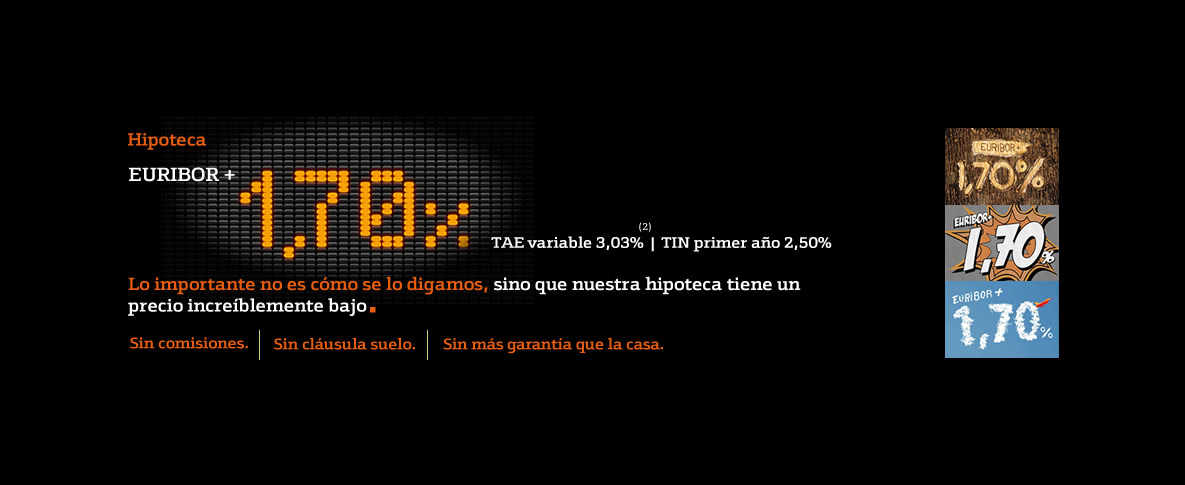 Hipoteca
EURIBOR + 1,70%
(2)
TAE variable 3,03% | TIN primer año 2,50%
Lo importante no es cómo se lo digamos, sino que nuestra hipoteca tiene un
precio increíblemente bajo.
Sin comisiones. | Sin cláusula suelo. | Sin más garantía que la casa.
EURIBOR+
1,70%
EURIBOR+
1,70%
EURIBOR +
1,70%